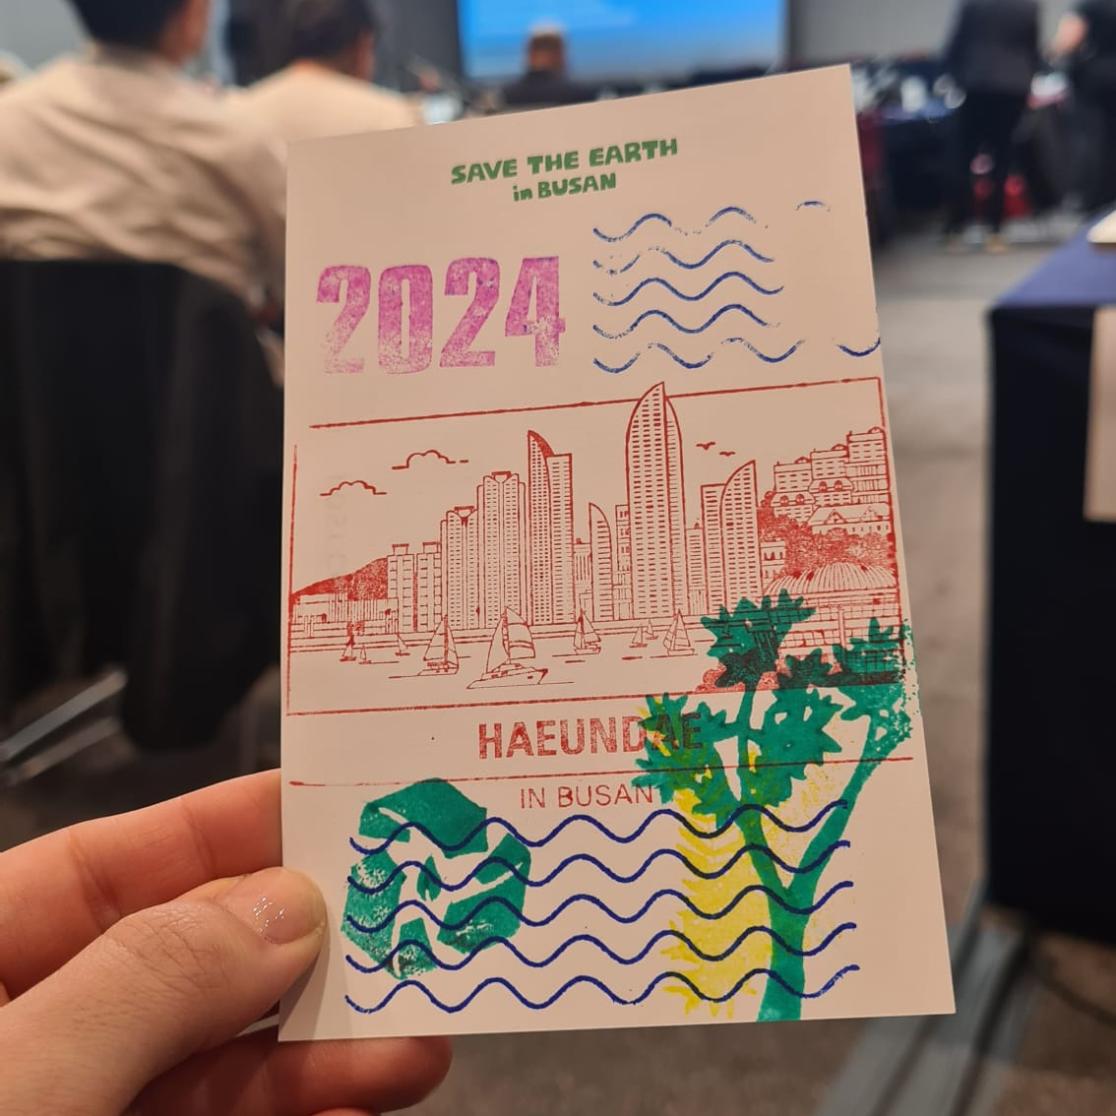 SAVE THE EARTH
in BUSAN
2024
HAEUNDAE
IN BUSAN